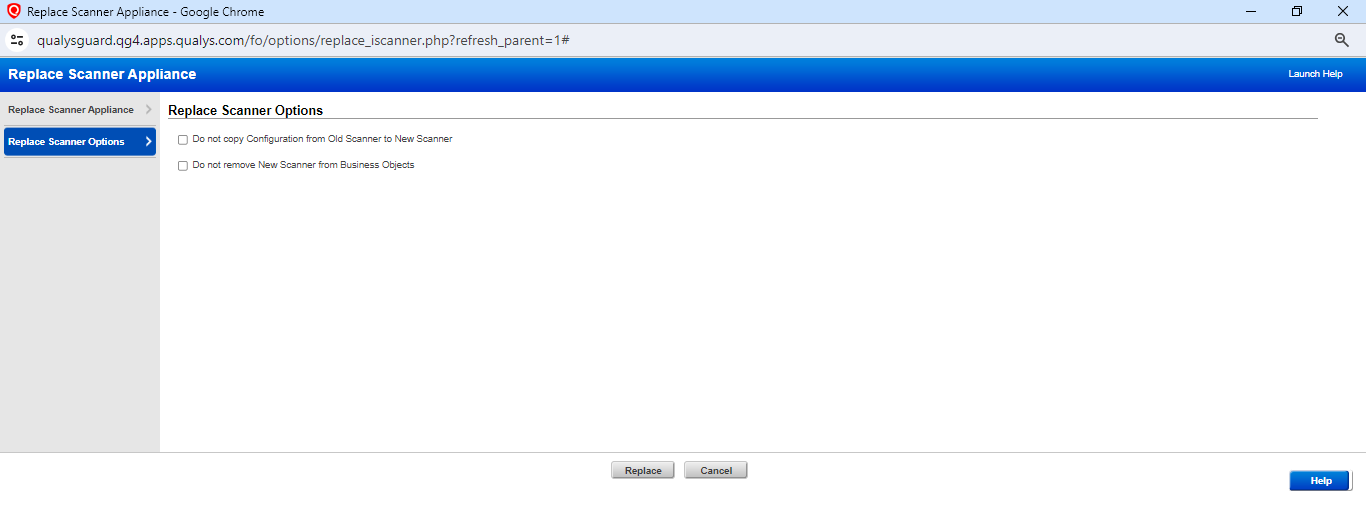 Replace Scanner Appliance - Google Chrome
qualysguard.qg4.apps.qualys.com/fo/options/replace_iscanner.php?refresh_parent=1#
Replace Scanner Appliance
Launch Help
Replace Scanner Appliance
Replace Scanner Options
Replace Scanner Options
Do not copy Configuration from Old Scanner to New Scanner
Do not remove New Scanner from Business Objects
Replace
Cancel
Help